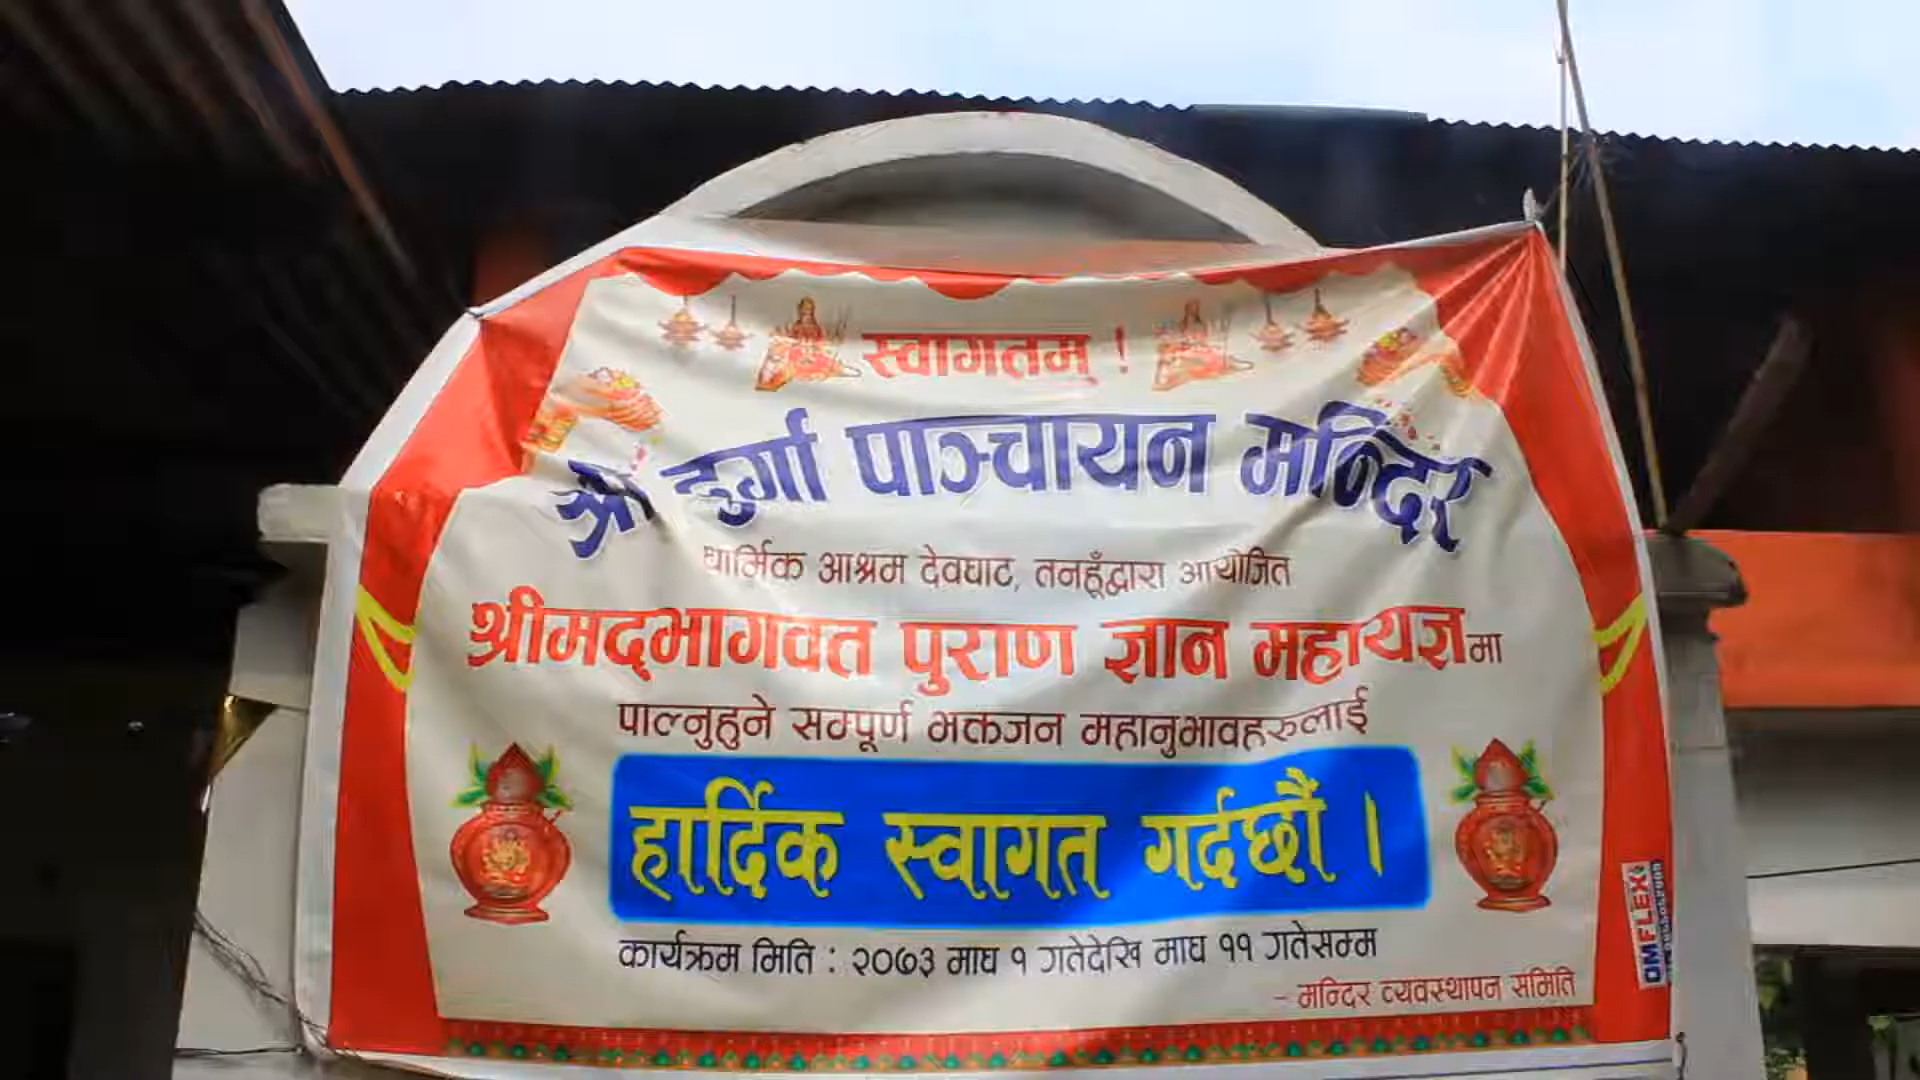 स्वागतम् !
श्री दुर्गा पाञ्चायन मन्दिर
धार्मिक आश्रम देवघाट, तनहूँद्वारा आयोजित
श्रीमद्भागवत पुराण ज्ञान महायज्ञमा
पाल्नुहुने सम्पूर्ण भक्तजन महानुभावहरुलाई
हार्दिक स्वागत गर्दछौं ।
कार्यक्रम मिति : २०७३ माघ १ गतेदेखि माघ ११ गतेसम्म
- मन्दिर व्यवस्थापन समिति
OMFLEX